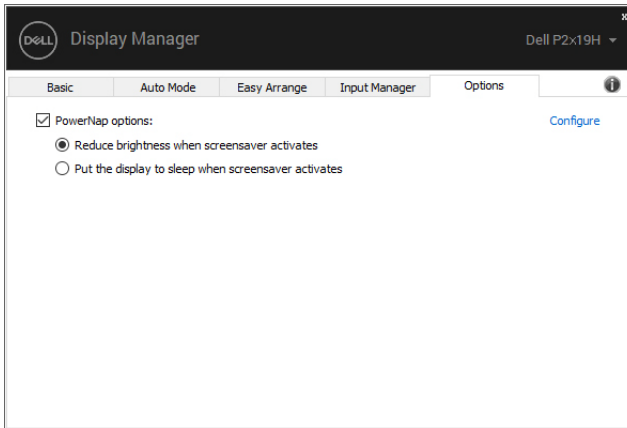 x
DELL Display Manager Dell P2x19H
Basic Auto Mode Easy Arrange Input Manager Options i
PowerNap options: Configure
Reduce brightness when screensaver activates
Put the display to sleep when screensaver activates